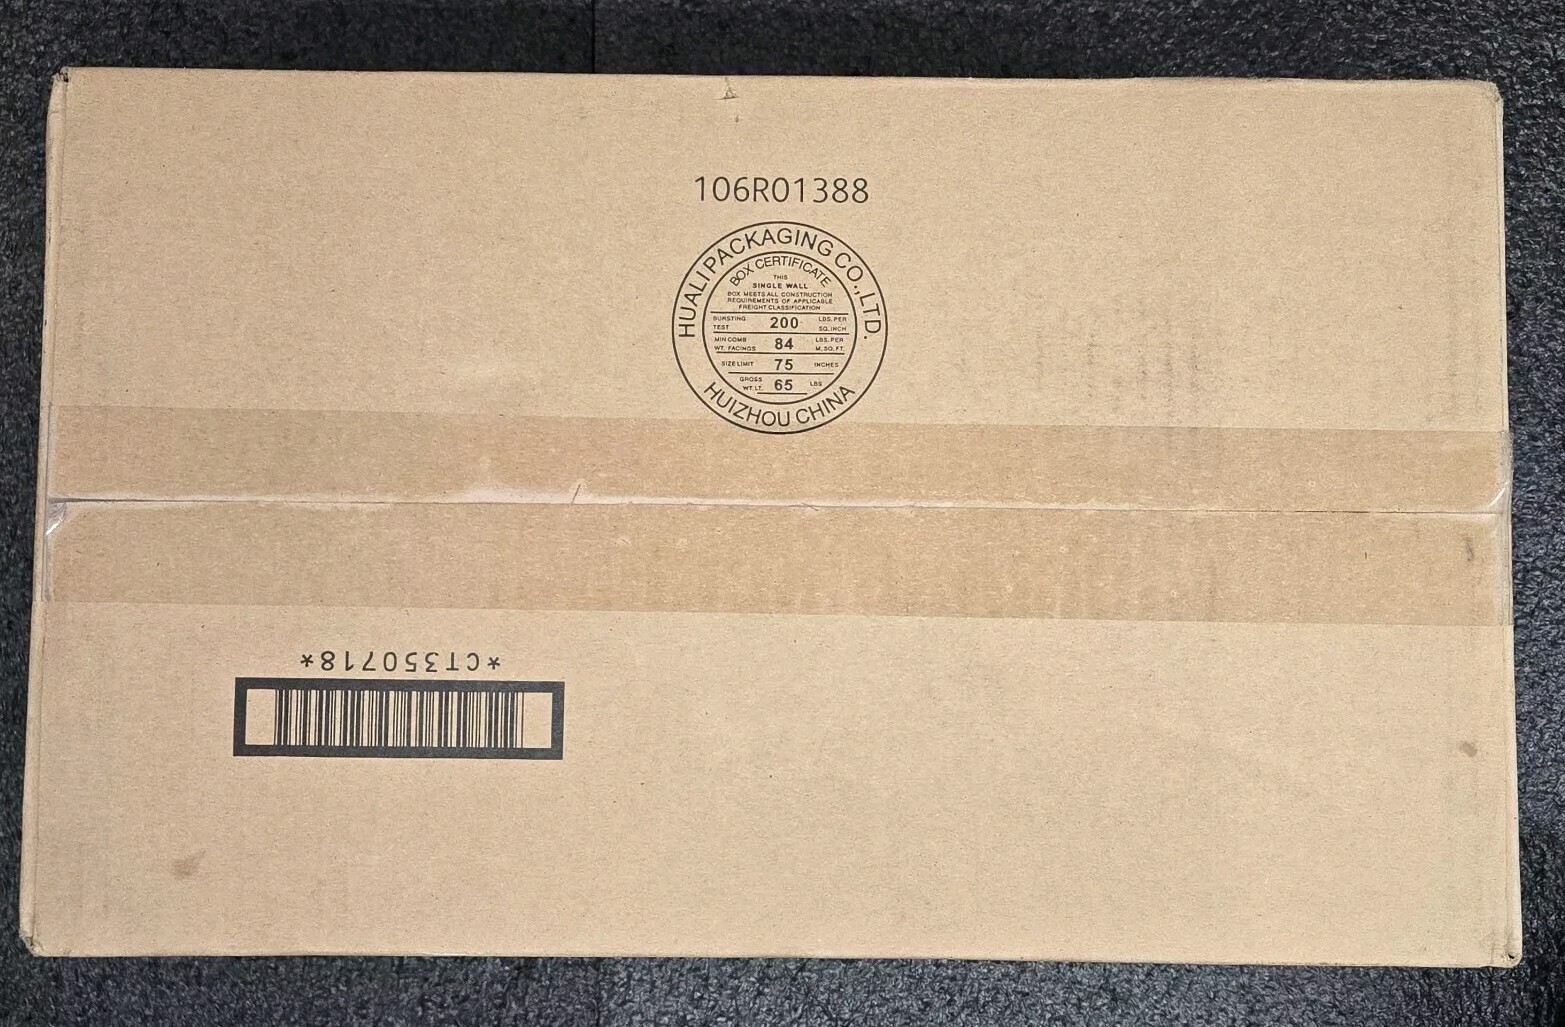 106R01388
HUALI PACKAGING CO.,LTD.
BOX CERTIFICATE
THIS
SINGLE WALL
BOX MEETS ALL CONSTRUCTION
REQUIREMENTS OF APPLICABLE
FREIGHT CLASSIFICATION
BURSTING TEST 200 LBS. PER SQ. INCH
MIN COMB WT. FACINGS 84 LBS. PER M. SQ. FT.
SIZE LIMIT 75 INCHES
GROSS WT. LT. 65 LBS
HUIZHOU CHINA
*CT350718*